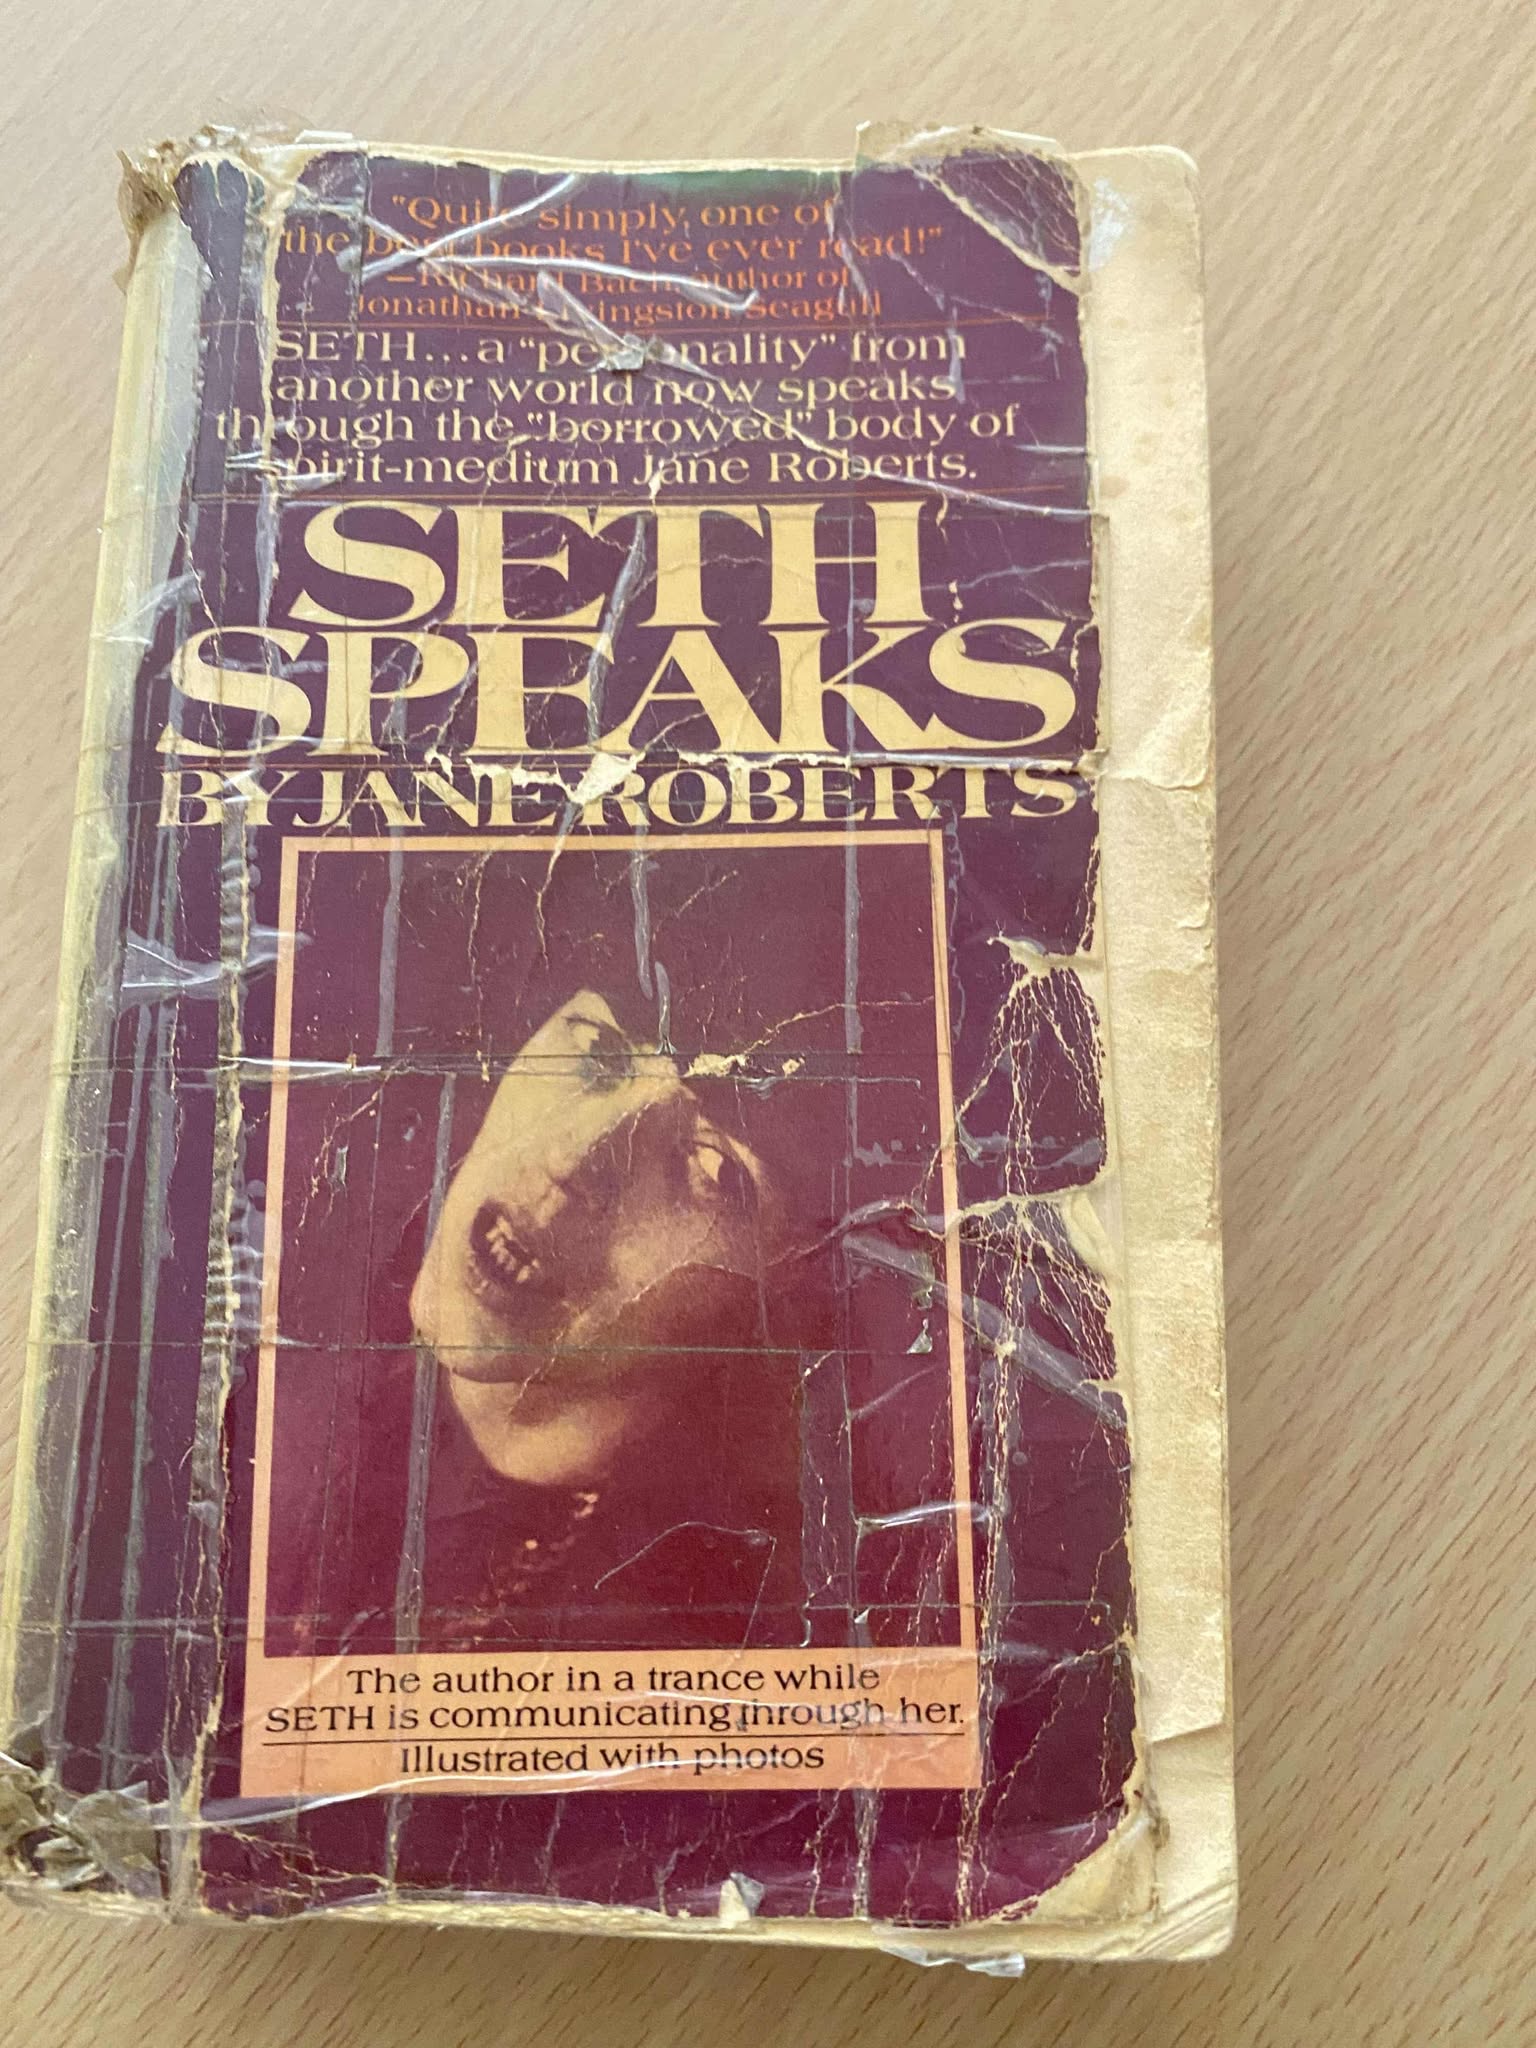 "Quite simply, one of
the best books I've ever read!"
—Richard Bach, author of
Jonathan Livingston Seagull
SETH...a "personality" from
another world now speaks
through the "borrowed" body of
spirit-medium Jane Roberts.
SETH
SPEAKS
BY JANE ROBERTS
The author in a trance while
SETH is communicating through her.
Illustrated with photos